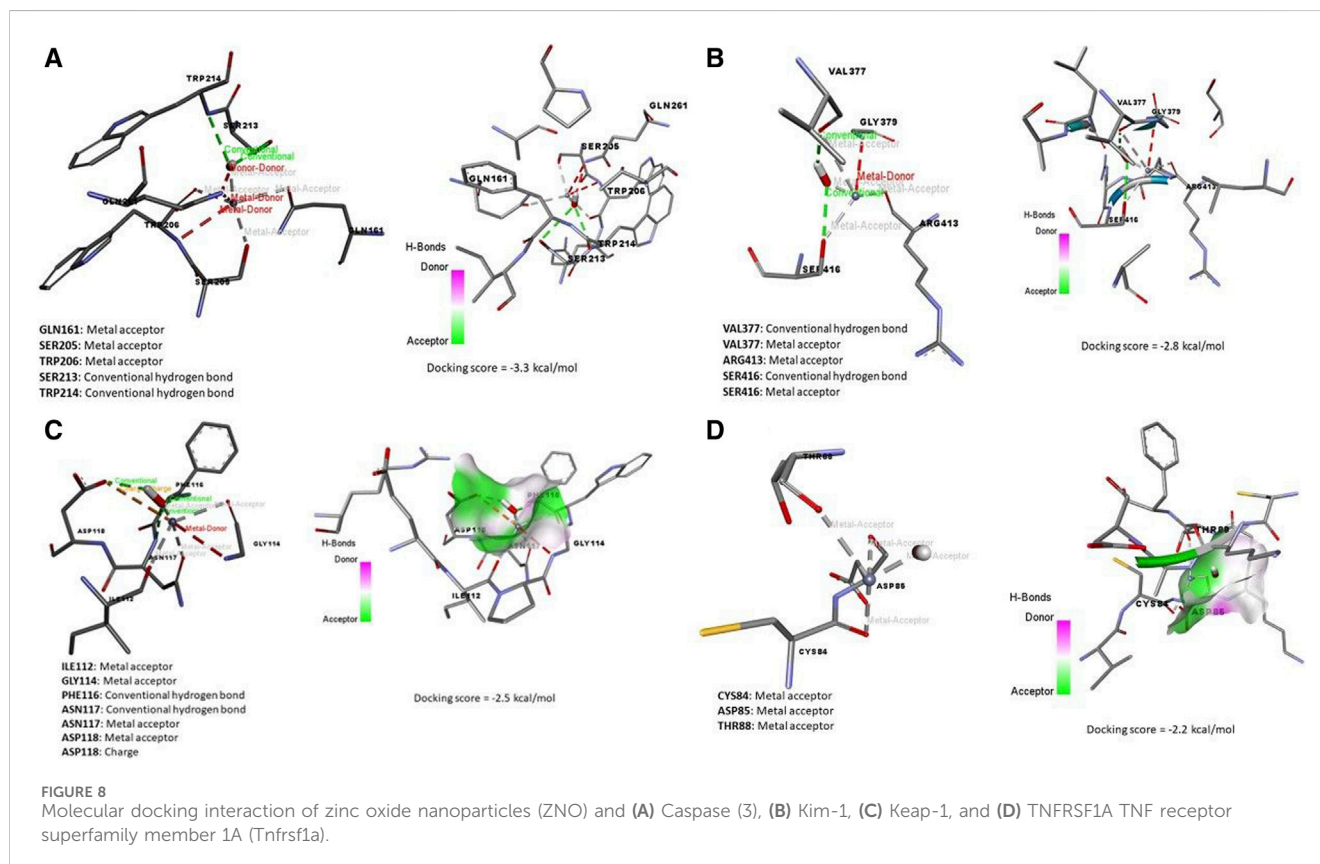 A
TRP214
SER213
Conventional
Conventional
Donor-Donor
Metal-Acceptor
Metal-Acceptor
Metal-Acceptor
Metal-Donor
Metal-Donor
TRP206
GLN161
Metal-Acceptor
GLN261
SER205
GLN161
TRP206
TRP214
SER213
H-Bonds
Donor
Acceptor
GLN161: Metal acceptor
SER205: Metal acceptor
TRP206: Metal acceptor
SER213: Conventional hydrogen bond
TRP214: Conventional hydrogen bond
Docking score = -3.3 kcal/mol
B
VAL377
GLY379
Conventional
Metal-Acceptor
Metal-Donor
Metal-Acceptor
Conventional
Metal-Acceptor
ARG413
SER416
VAL377
GLY379
ARG413
SER416
H-Bonds
Donor
Acceptor
VAL377: Conventional hydrogen bond
VAL377: Metal acceptor
ARG413: Metal acceptor
SER416: Conventional hydrogen bond
SER416: Metal acceptor
Docking score = -2.8 kcal/mol
C
PHE116
Conventional
Metal-Donor
ASP118
ASN117
GLY114
ILE112
PHE116
ASP118
ASN117
GLY114
ILE112
H-Bonds
Donor
Acceptor
ILE112: Metal acceptor
GLY114: Metal acceptor
PHE116: Conventional hydrogen bond
ASN117: Conventional hydrogen bond
ASN117: Metal acceptor
ASP118: Metal acceptor
ASP118: Charge
Docking score = -2.5 kcal/mol
D
THR88
Metal-Acceptor
Metal-Acceptor
Metal-Acceptor
ASP85
Metal-Acceptor
CYS84
THR88
CYS84
ASP85
H-Bonds
Donor
Acceptor
CYS84: Metal acceptor
ASP85: Metal acceptor
THR88: Metal acceptor
Docking score = -2.2 kcal/mol
FIGURE 8
Molecular docking interaction of zinc oxide nanoparticles (ZNO) and (A) Caspase (3), (B) Kim-1, (C) Keap-1, and (D) TNFRSF1A TNF receptor
superfamily member 1A (Tnfrsf1a).